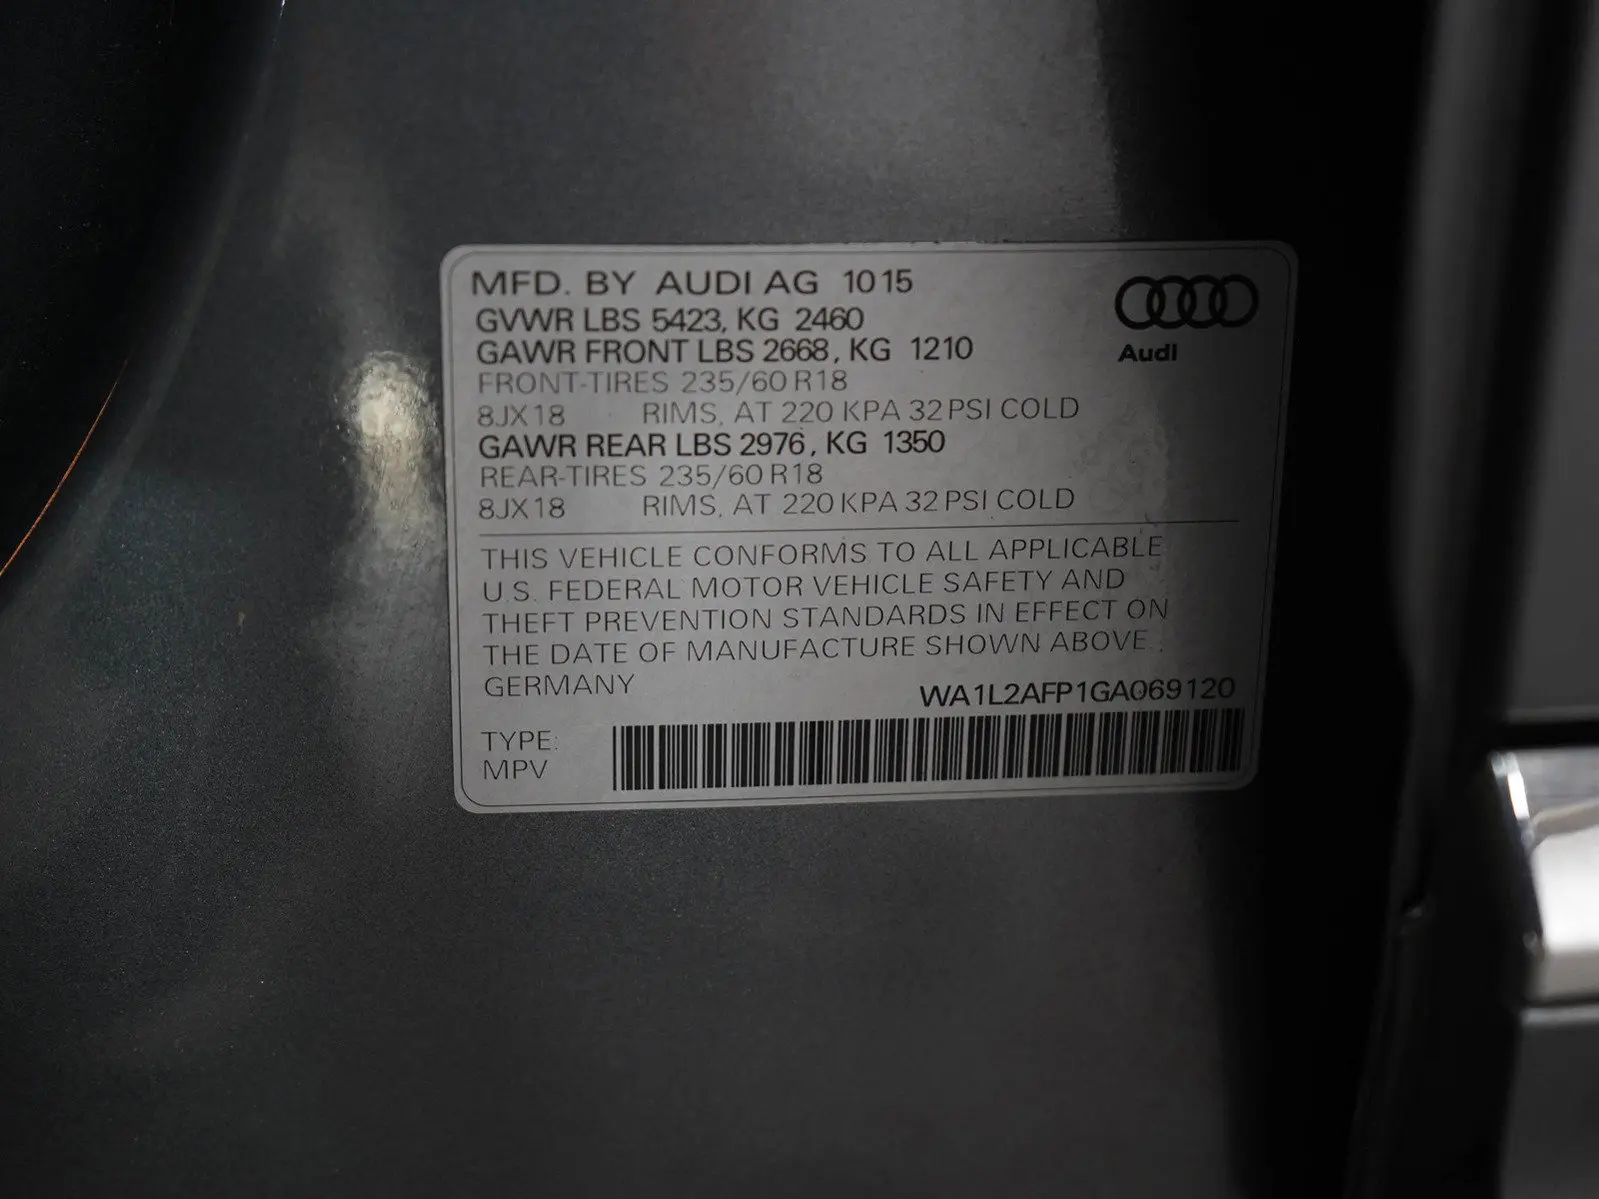 MFD. BY AUDI AG 1015
GVWR LBS 5423, KG 2460
GAWR FRONT LBS 2668, KG 1210
FRONT-TIRES 235/60 R18
8JX18 RIMS, AT 220 KPA 32 PSI COLD
GAWR REAR LBS 2976, KG 1350
REAR-TIRES 235/60 R18
8JX18 RIMS, AT 220 KPA 32 PSI COLD
Audi
THIS VEHICLE CONFORMS TO ALL APPLICABLE
U.S. FEDERAL MOTOR VEHICLE SAFETY AND
THEFT PREVENTION STANDARDS IN EFFECT ON
THE DATE OF MANUFACTURE SHOWN ABOVE.
GERMANY
WA1L2AFP1GA069120
TYPE:
MPV